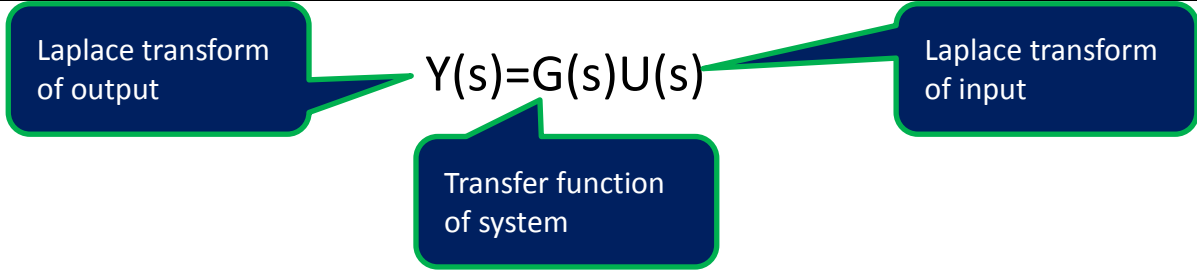 Laplace transform
of output
Y(s)=G(s)U(s)
Laplace transform
of input
Transfer function
of system